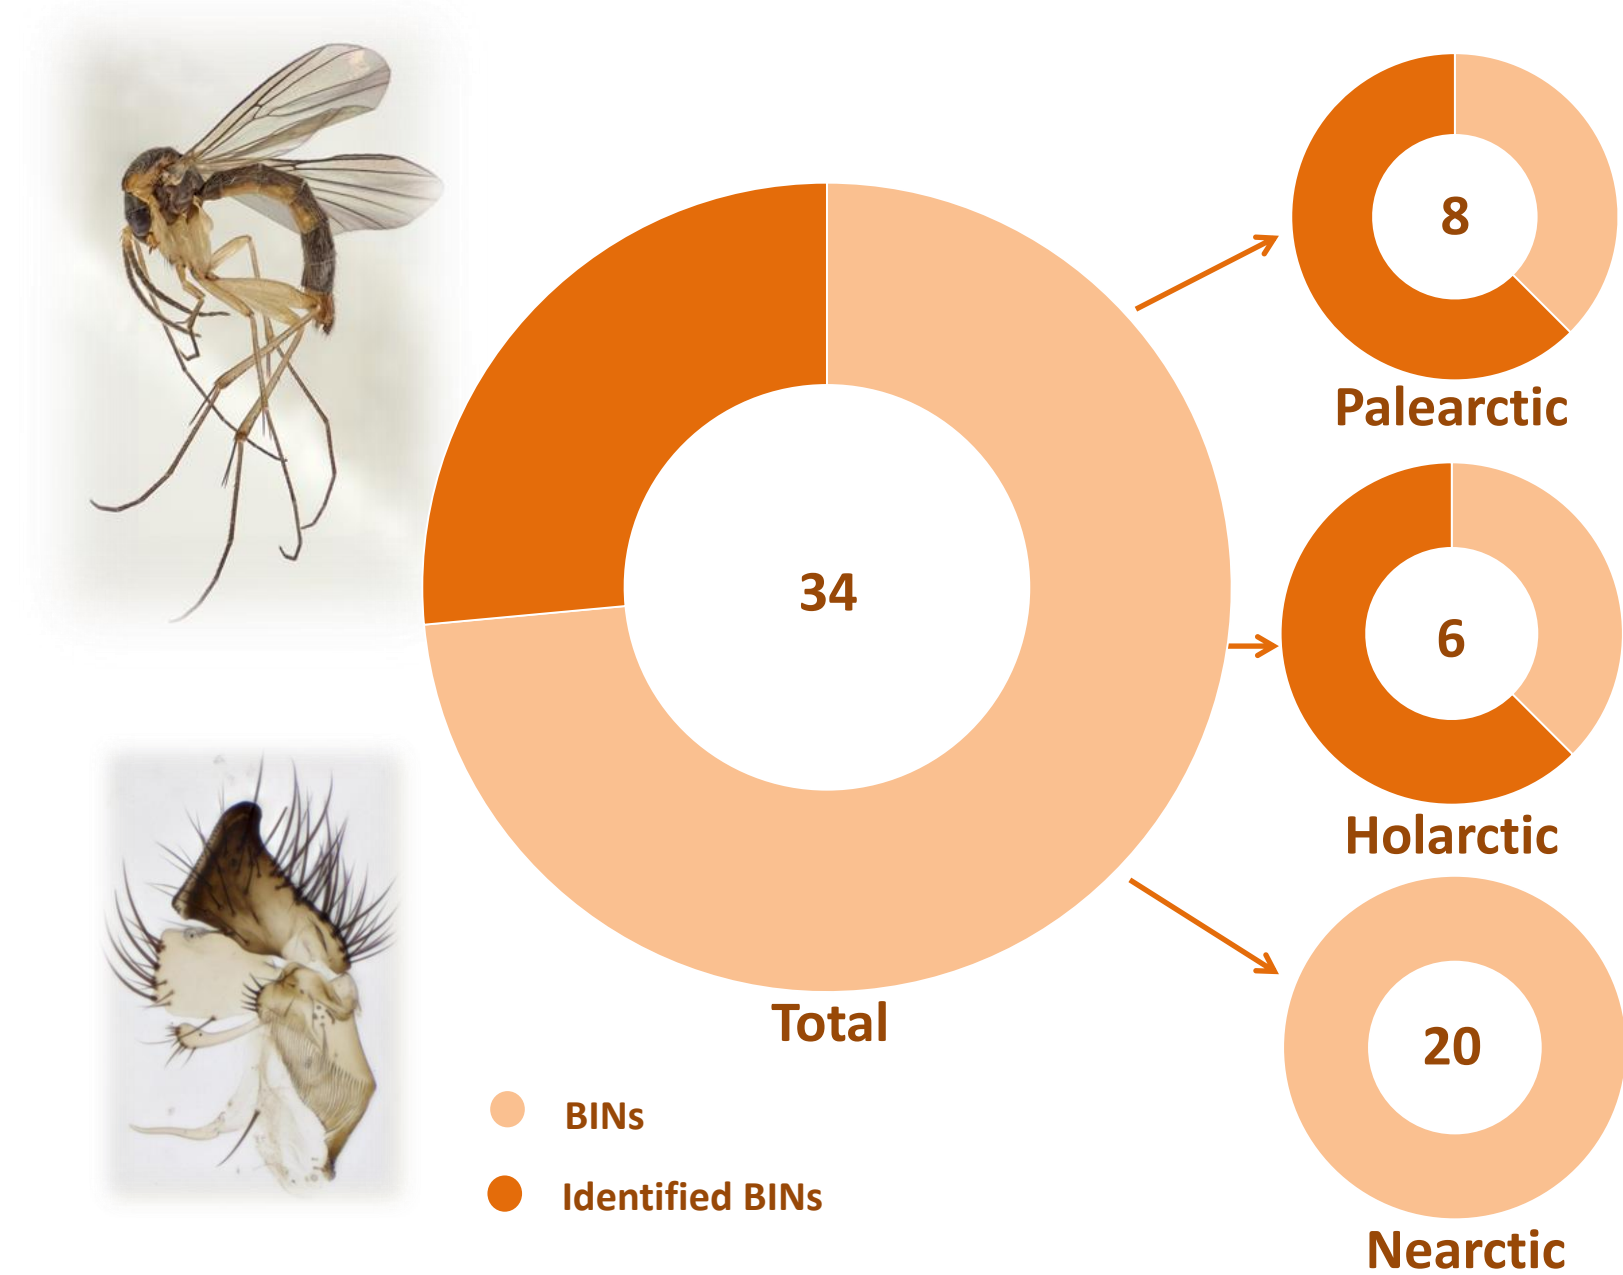 34
Total
8
Palearctic
6
Holarctic
20
Nearctic
BINs
Identified BINs